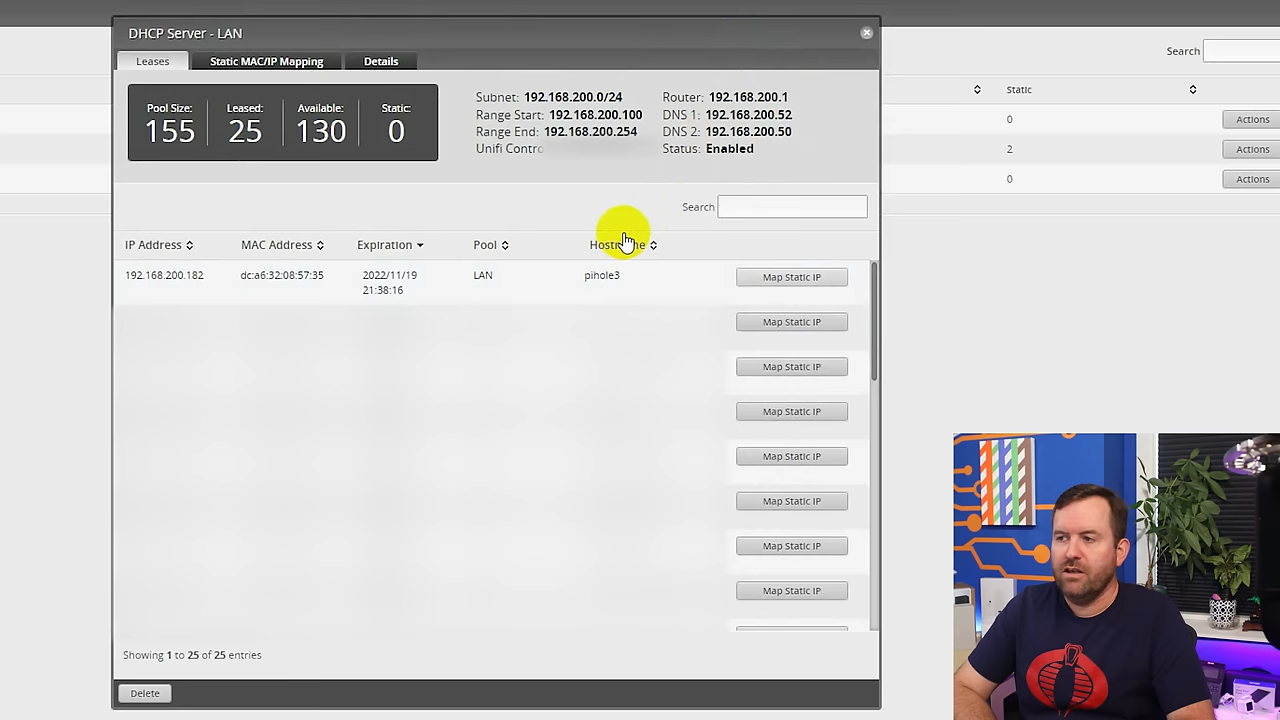 DHCP Server - LAN
Leases Static MAC/IP Mapping Details
Search
Static
Pool Size: Leased: Available: Static:
155 25 130 0
Subnet: 192.168.200.0/24
Range Start: 192.168.200.100
Range End: 192.168.200.254
Unifi Contro
Router: 192.168.200.1
DNS 1: 192.168.200.52
DNS 2: 192.168.200.50
Status: Enabled
0 Actions
2 Actions
0 Actions
Search
IP Address MAC Address Expiration Pool Hostname
192.168.200.182 dc:a6:32:08:57:35 2022/11/19 LAN pihole3 Map Static IP
21:38:16
Map Static IP
Map Static IP
Map Static IP
Map Static IP
Map Static IP
Map Static IP
Map Static IP
Showing 1 to 25 of 25 entries
Delete